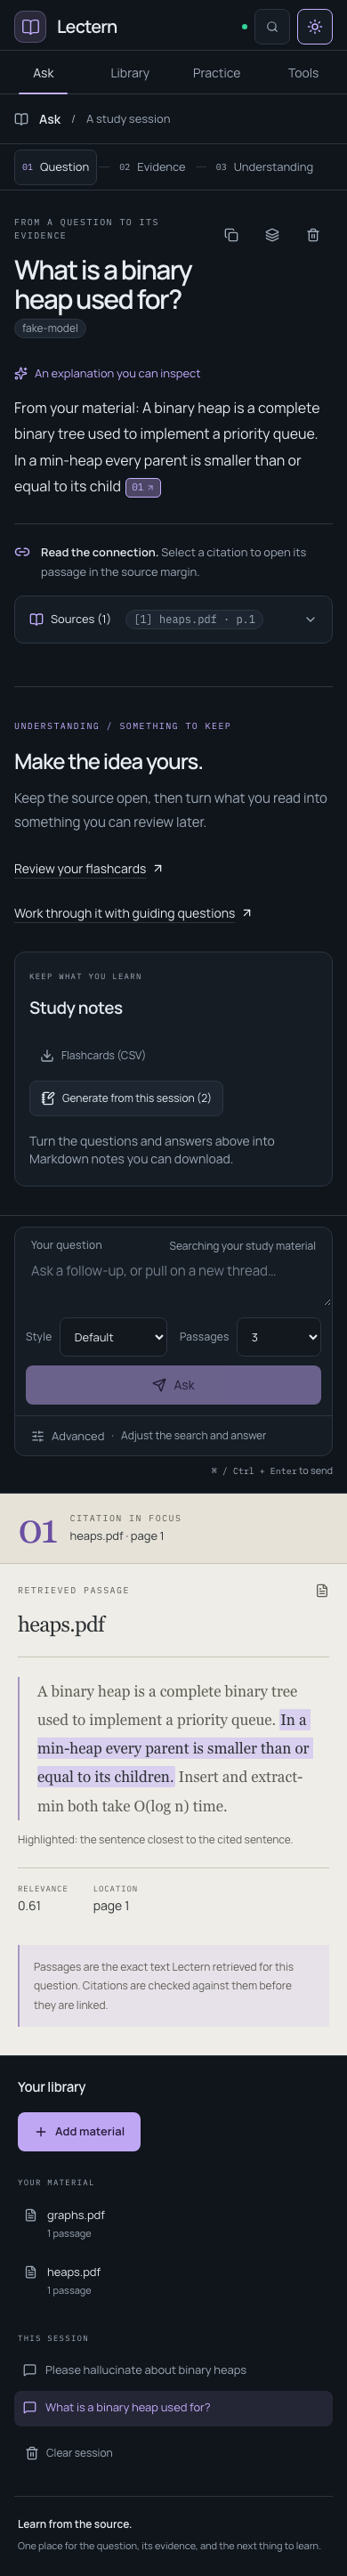 Lectern
Ask Library Practice Tools
Ask / A study session
01 Question — 02 Evidence — 03 Understanding
FROM A QUESTION TO ITS
EVIDENCE
What is a binary
heap used for?
fake-model
An explanation you can inspect
From your material: A binary heap is a complete
binary tree used to implement a priority queue.
In a min-heap every parent is smaller than or
equal to its child 01
Read the connection. Select a citation to open its
passage in the source margin.
Sources (1) [1] heaps.pdf · p.1
UNDERSTANDING / SOMETHING TO KEEP
Make the idea yours.
Keep the source open, then turn what you read into
something you can review later.
Review your flashcards
Work through it with guiding questions
KEEP WHAT YOU LEARN
Study notes
Flashcards (CSV)
Generate from this session (2)
Turn the questions and answers above into
Markdown notes you can download.
Your question Searching your study material
Ask a follow-up, or pull on a new thread…
Style Default Passages 3
Ask
Advanced · Adjust the search and answer
⌘ / Ctrl + Enter to send
01
CITATION IN FOCUS
heaps.pdf · page 1
RETRIEVED PASSAGE
heaps.pdf
A binary heap is a complete binary tree
used to implement a priority queue. In a
min-heap every parent is smaller than or
equal to its children. Insert and extract-
min both take O(log n) time.
Highlighted: the sentence closest to the cited sentence.
RELEVANCE LOCATION
0.61 page 1
Passages are the exact text Lectern retrieved for this
question. Citations are checked against them before
they are linked.
Your library
Add material
YOUR MATERIAL
graphs.pdf
1 passage
heaps.pdf
1 passage
THIS SESSION
Please hallucinate about binary heaps
What is a binary heap used for?
Clear session
Learn from the source.
One place for the question, its evidence, and the next thing to learn.